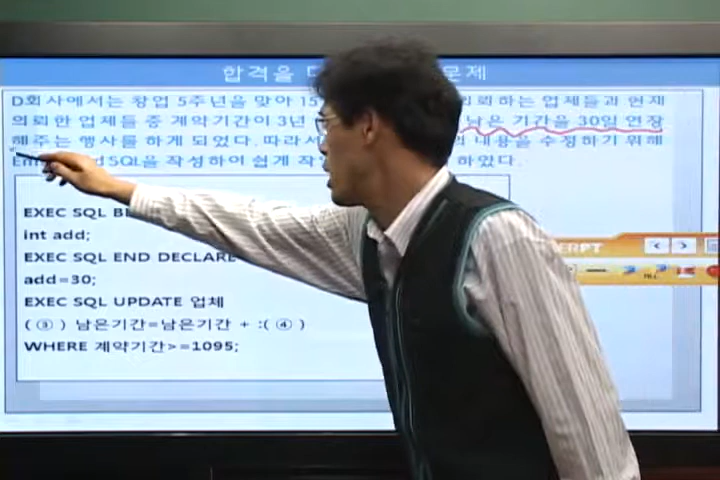 합격을 문제
D회사에서는 창업 5주년을 맞아 15 뢰하는 업체들과 현재
의뢰한 업체들 중 계약기간이 3년 남은 기간을 30일 연장
해주는 행사를 하게 되었다. 따라서 의 내용을 수정하기 위해
SQL을 작성하여 쉽게 작 하였다.
EXEC SQL BE
int add;
EXEC SQL END DECLARE
add=30;
EXEC SQL UPDATE 업체
( ③ ) 남은기간=남은기간 + :( ④ )
WHERE 계약기간>=1095;